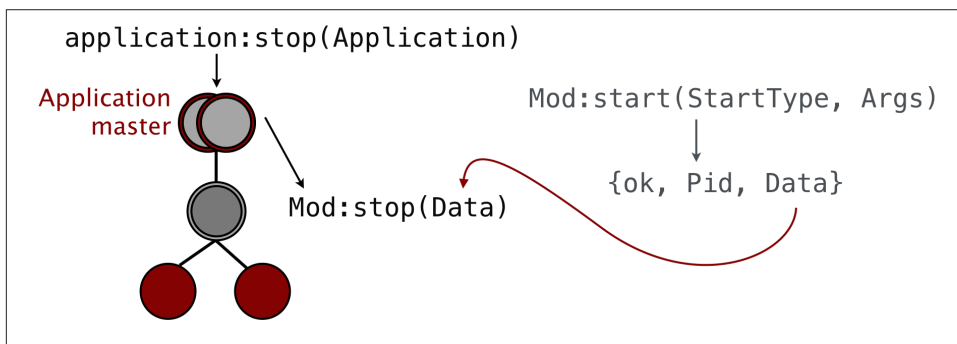 application:stop(Application)
Application
master
Mod:start(StartType, Args)
{ok, Pid, Data}
Mod:stop(Data)